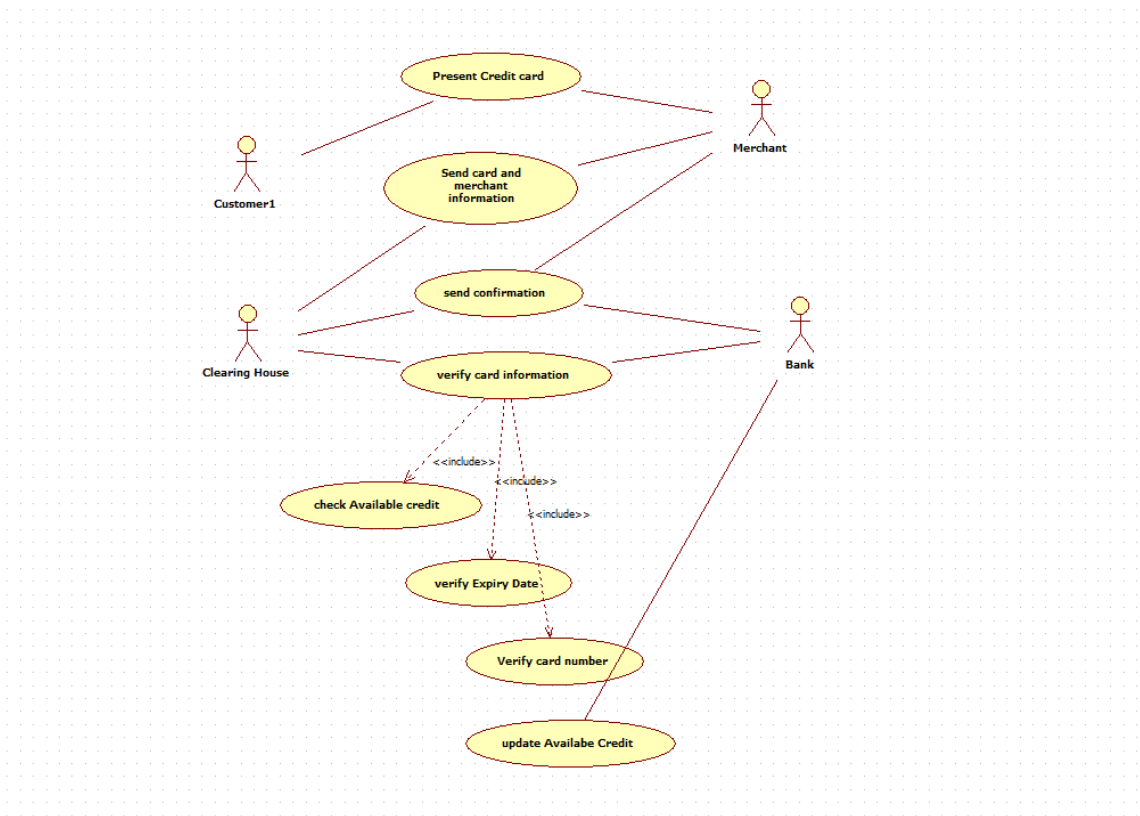 Present Credit card
Merchant
Send card and
merchant
information
Customer1
send confirmation
Clearing House
Bank
verify card information
<<include>>
<<include>>
<<include>>
check Available credit
verify Expiry Date
Verify card number
update Availabe Credit